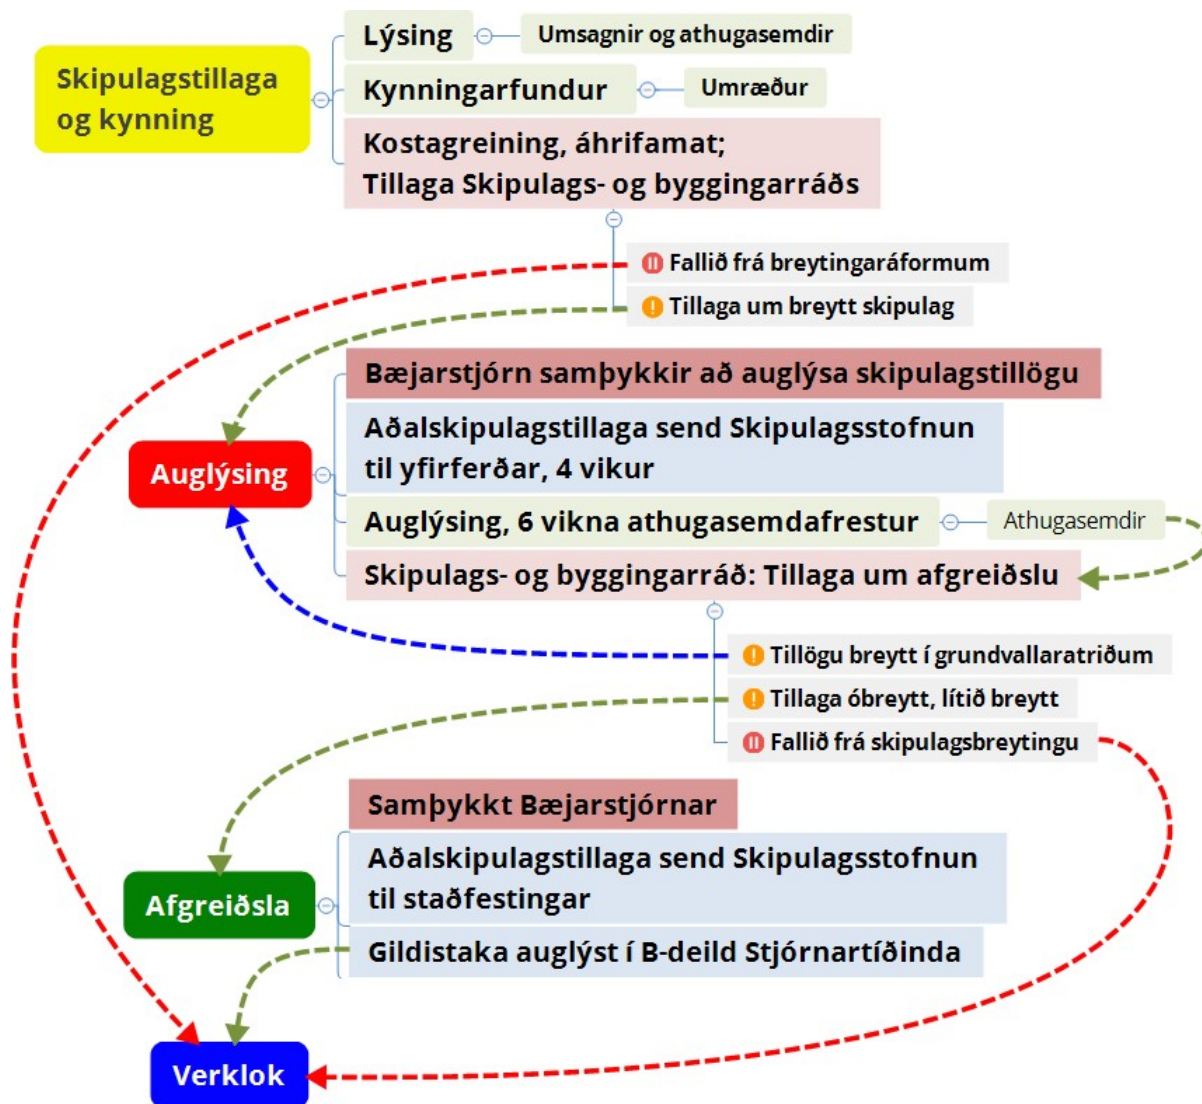 Skipulagstillaga
og kynning
Lýsing
Umsagnir og athugasemdir
Kynningarfundur
Umræður
Kostagreining, áhrifamat;
Tillaga Skipulags- og byggingarráðs
Fallið frá breytingaráformum
Tillaga um breytt skipulag
Auglýsing
Bæjarstjórn samþykkir að auglýsa skipulagstillögu
Aðalskipulagstillaga send Skipulagsstofnun
til yfirferðar, 4 vikur
Auglýsing, 6 vikna athugasemdafrestur
Athugasemdir
Skipulags- og byggingarráð: Tillaga um afgreiðslu
Tillögu breytt í grundvallaratriðum
Tillaga óbreytt, lítið breytt
Fallið frá skipulagsbreytingu
Afgreiðsla
Samþykkt Bæjarstjórnar
Aðalskipulagstillaga send Skipulagsstofnun
til staðfestingar
Gildistaka auglýst í B-deild Stjórnartíðinda
Verklok